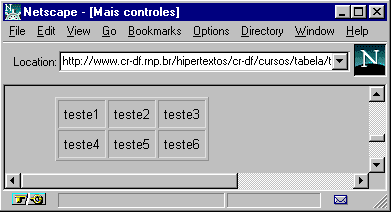 Netscape - [Mais controles]
File Edit View Go Bookmarks Options Directory Window Help
Location: http://www.cr-df.rnp.br/hipertextos/cr-df/cursos/tabela/t
teste1 teste2 teste3
teste4 teste5 teste6